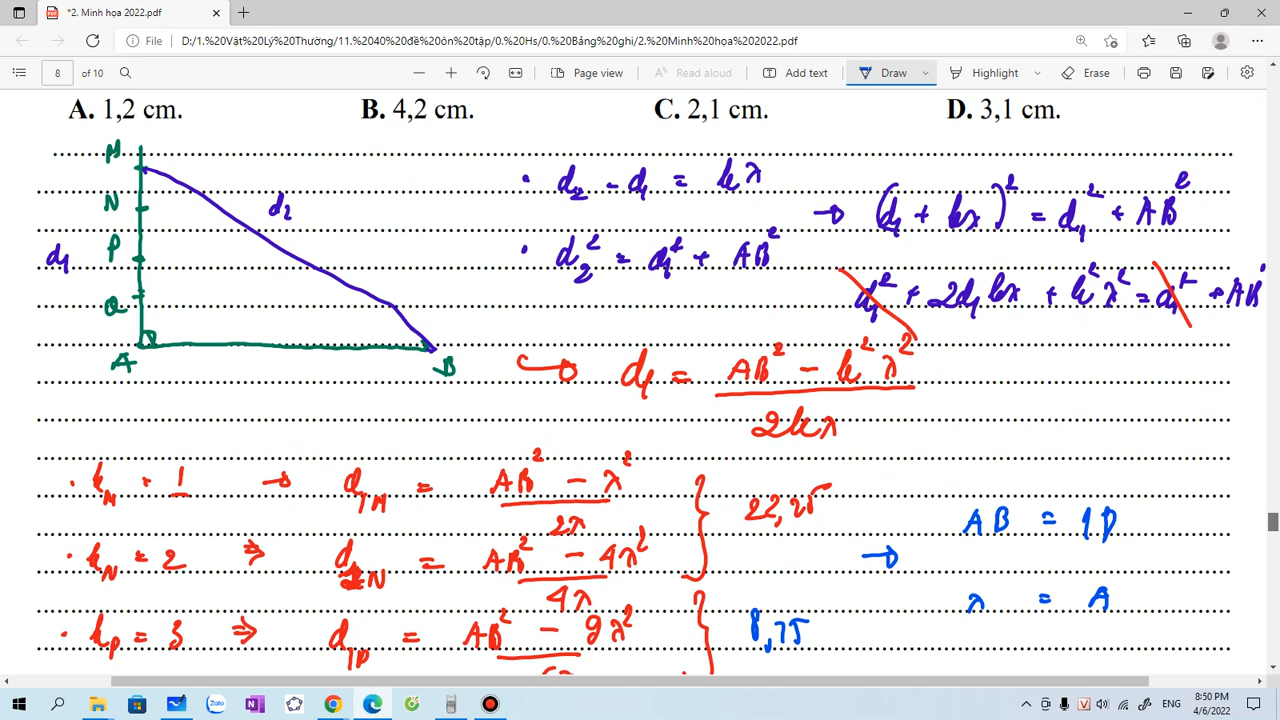 *2. Minh họa 2022.pdf
File D:/1.%20Vật%20Lý%20Thường/11.%2040%20đề%20ôn%20tập/0.%20Hs/0.%20Bảng%20ghi/2.%20Minh%20họa%202022.pdf
8 of 10 Page view Read aloud Add text Draw Highlight Erase
A. 1,2 cm. B. 4,2 cm. C. 2,1 cm. D. 3,1 cm.
M
N
P
Q
A B
d1 d2
· d2 - d1 = kλ
· d2² = d1² + AB²
→ (d1 + kλ)² = d1² + AB²
d1² + 2d1kλ + k²λ² = d1² + AB²
↪ d1 = (AB² - k²λ²) / 2kλ
· kM = 1 → d1M = (AB² - λ²) / 2λ
22,25
· kN = 2 ⇒ d1N = (AB² - 4λ²) / 4λ
· kP = 3 ⇒ d1P = (AB² - 9λ²)
8,75
→ AB =
λ =
ENG 8:50 PM
4/6/2022